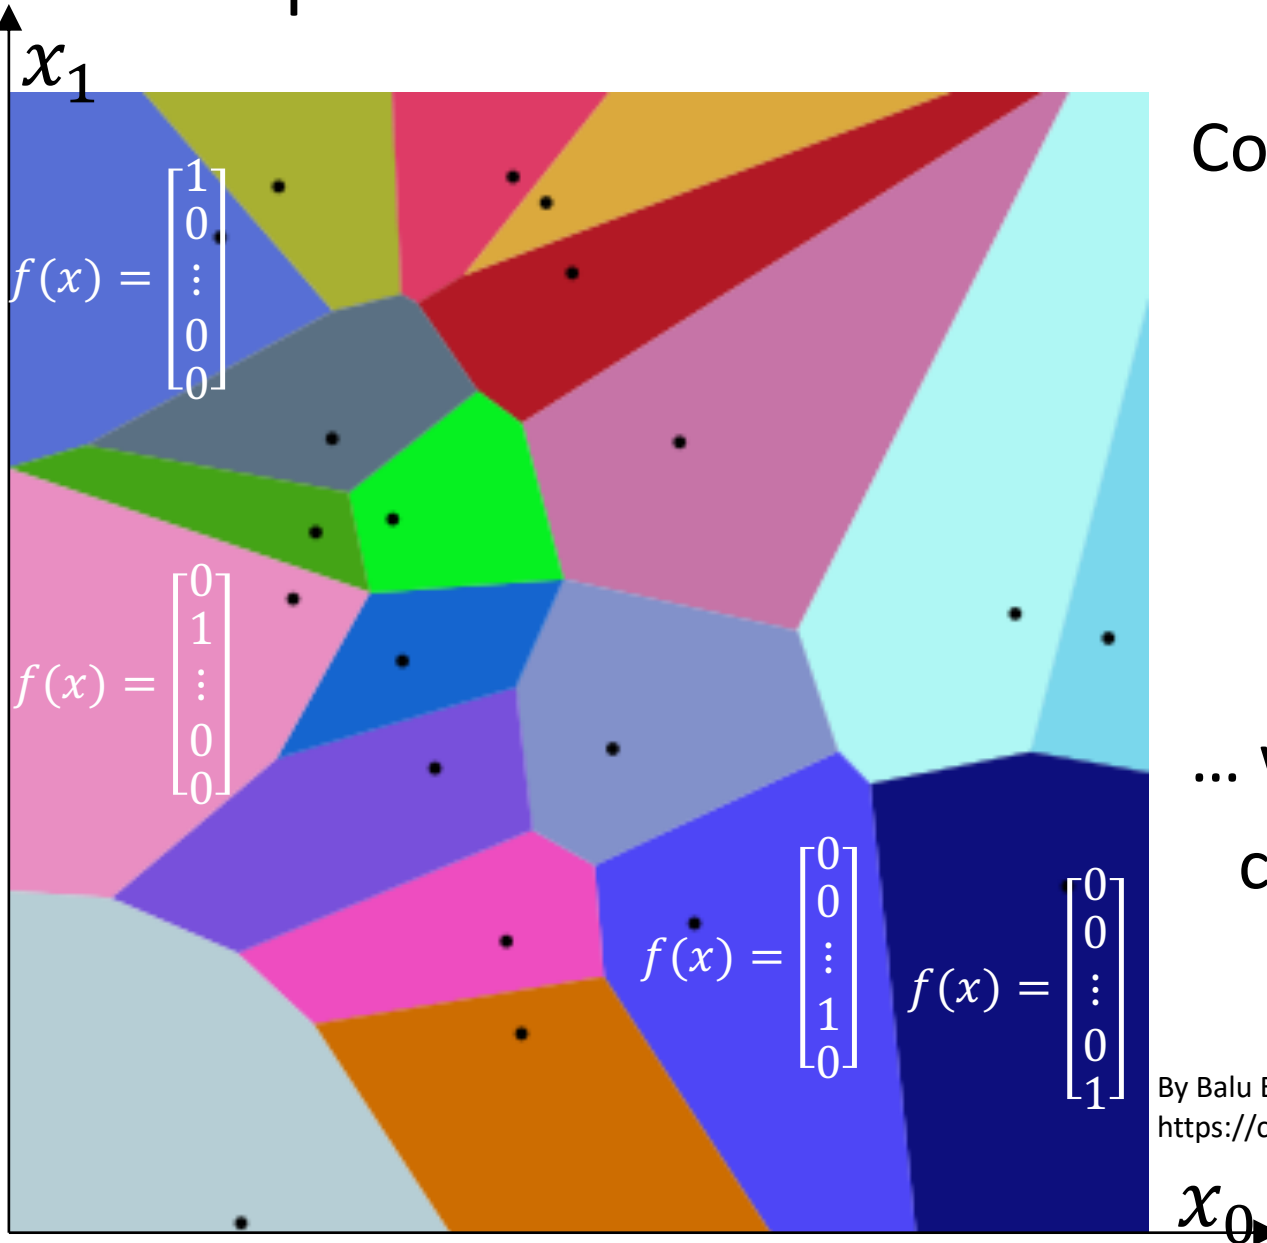 x₁
Co
f(x) = [1 0 ⋮ 0 0]
f(x) = [0 1 ⋮ 0 0]
... 
c
f(x) = [0 0 ⋮ 1 0]
f(x) = [0 0 ⋮ 0 1]
By Balu
https://
x₀